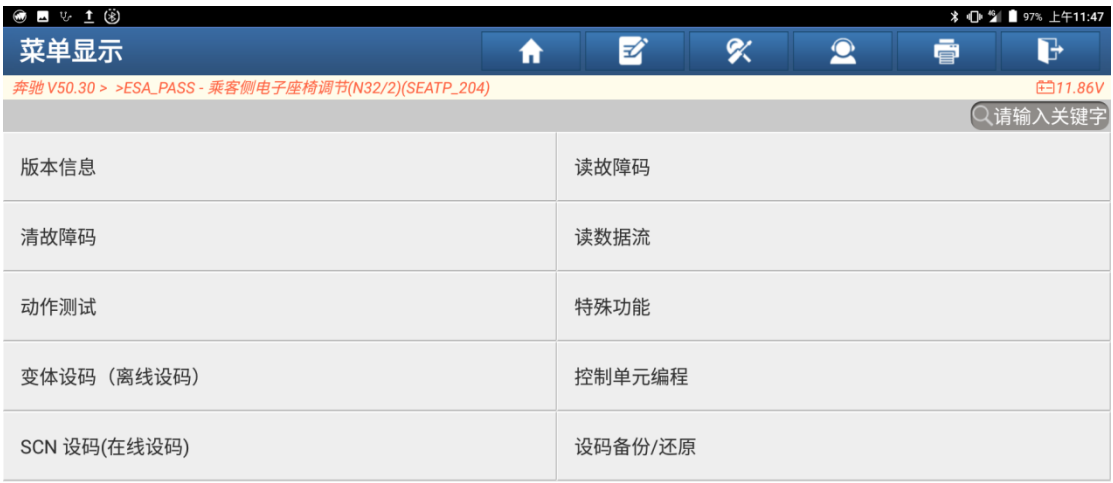 97% 上午11:47
菜单显示
奔驰 V50.30 > >ESA_PASS - 乘客侧电子座椅调节(N32/2)(SEATP_204) 11.86V
请输入关键字
版本信息 读故障码
清故障码 读数据流
动作测试 特殊功能
变体设码（离线设码） 控制单元编程
SCN 设码(在线设码) 设码备份/还原